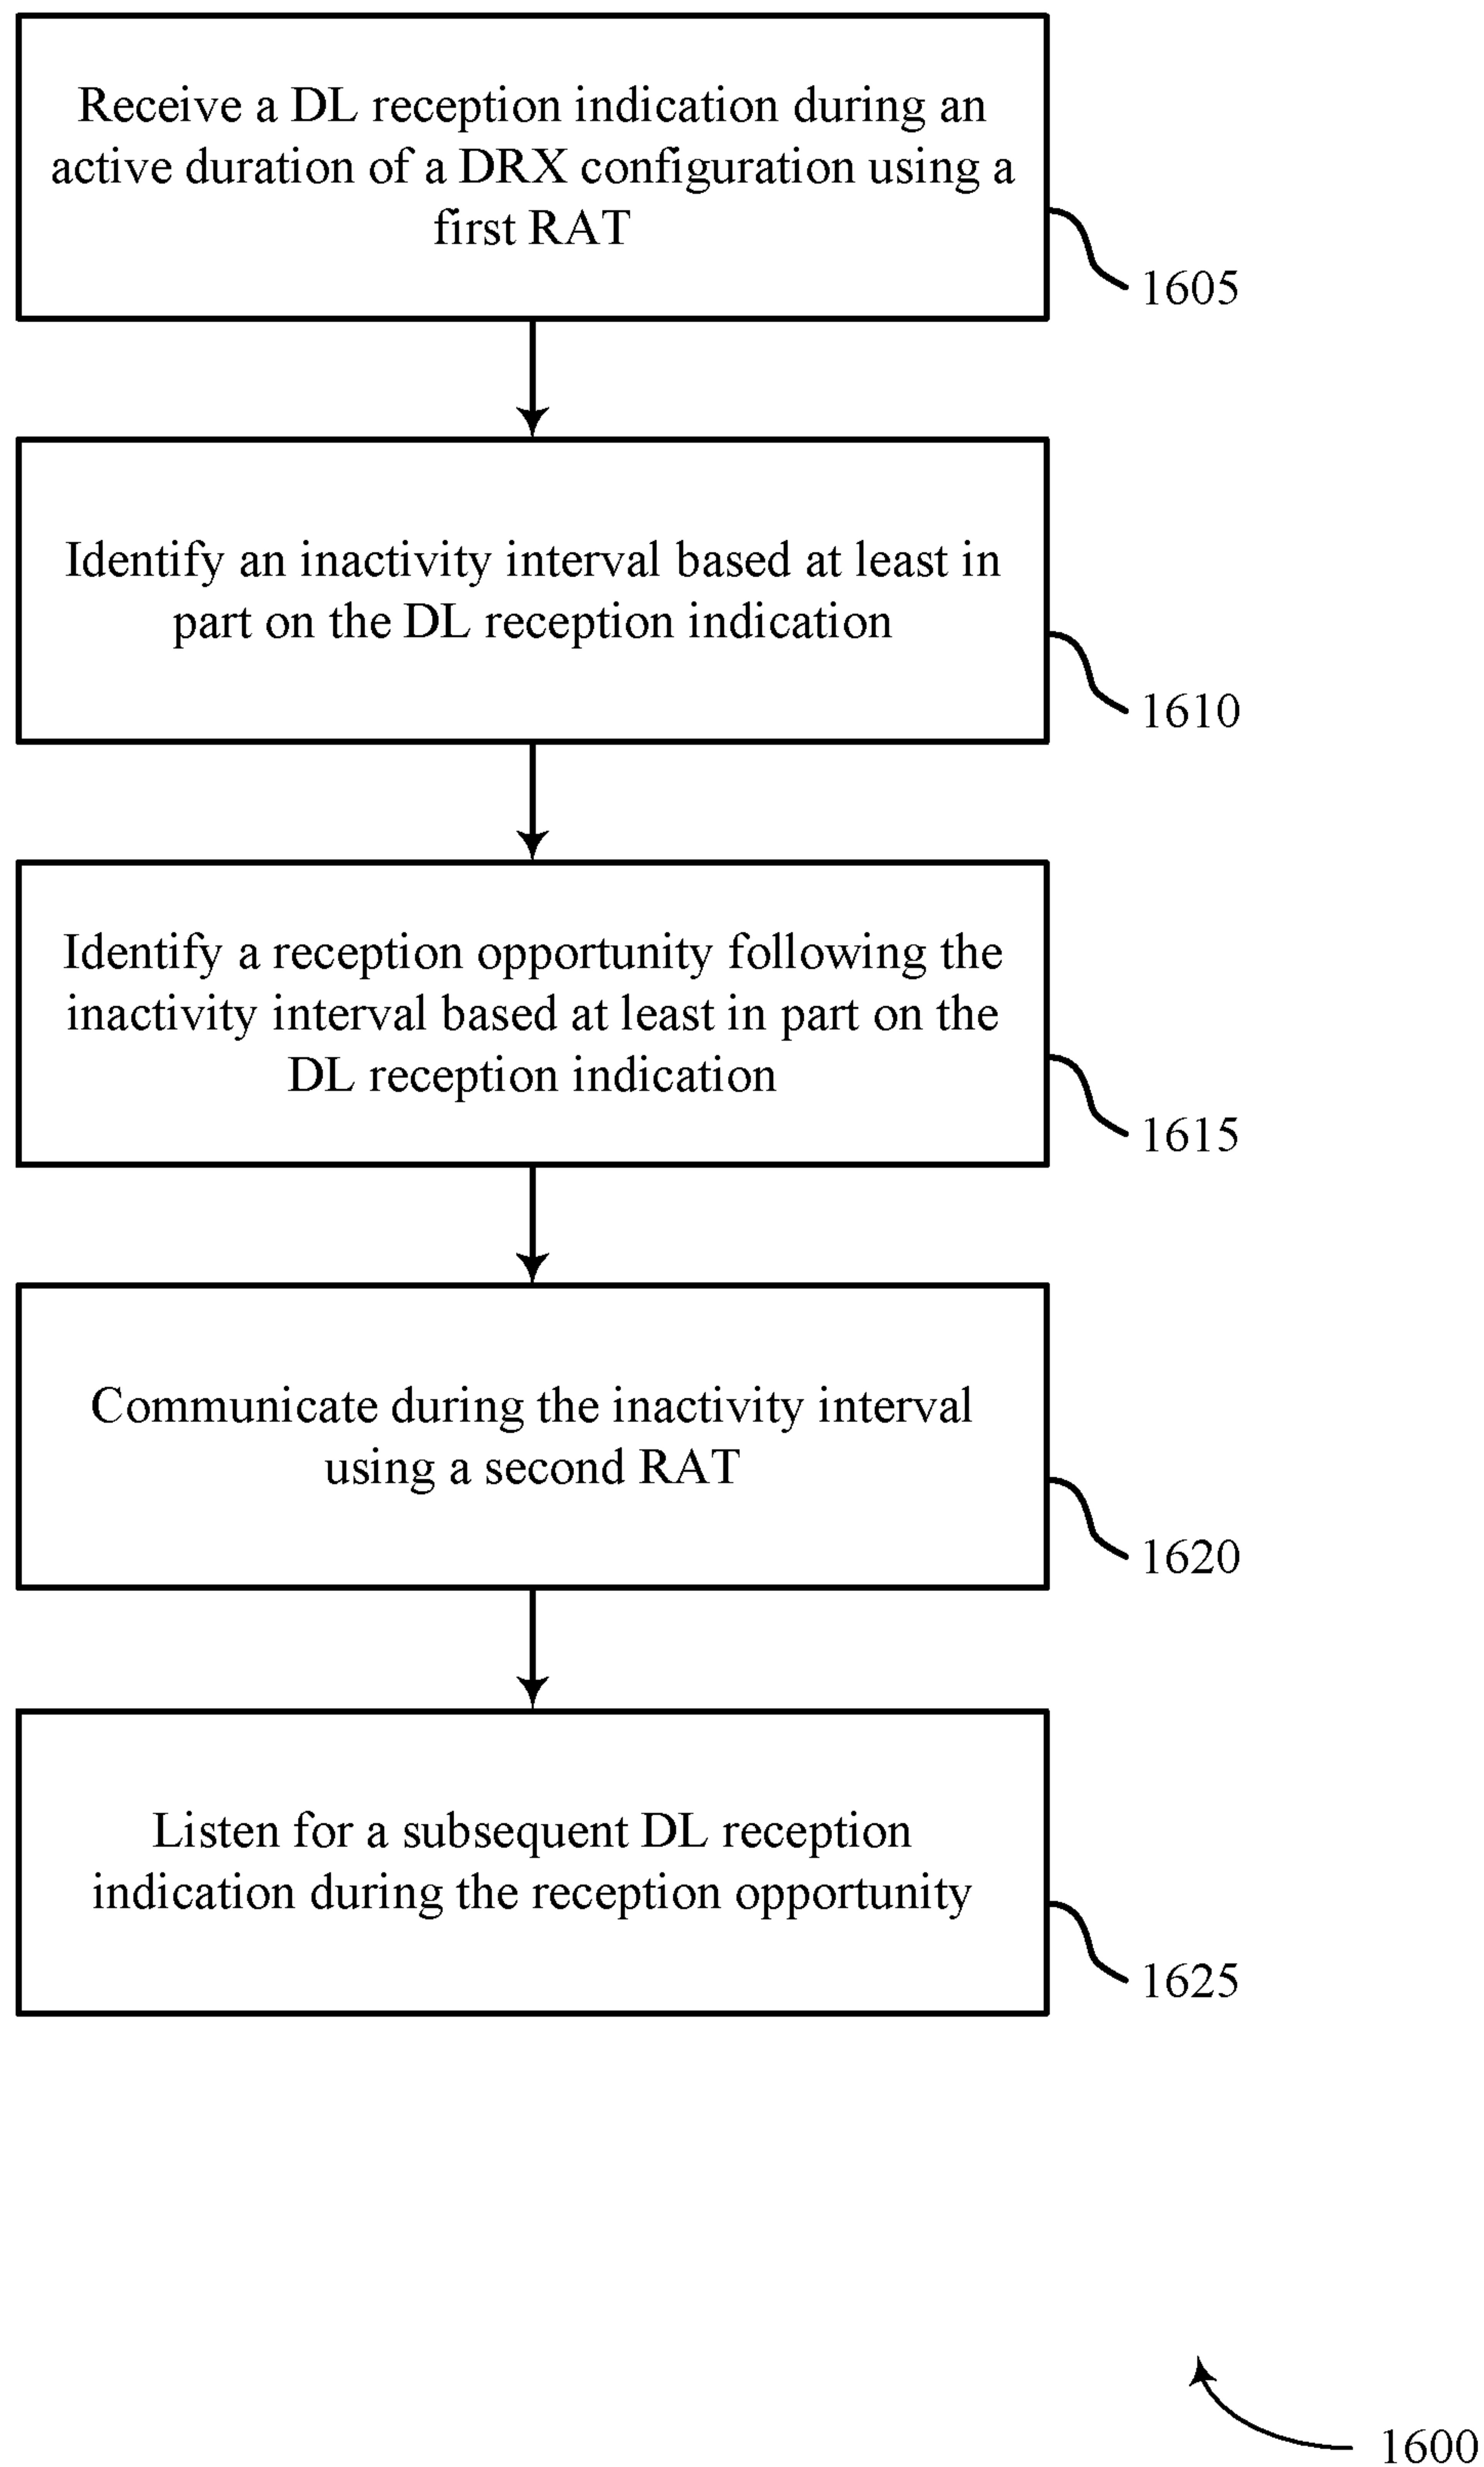 Receive a DL reception indication during an
active duration of a DRX configuration using a
first RAT
1605
Identify an inactivity interval based at least in
part on the DL reception indication
1610
Identify a reception opportunity following the
inactivity interval based at least in part on the
DL reception indication
1615
Communicate during the inactivity interval
using a second RAT
1620
Listen for a subsequent DL reception
indication during the reception opportunity
1625
1600